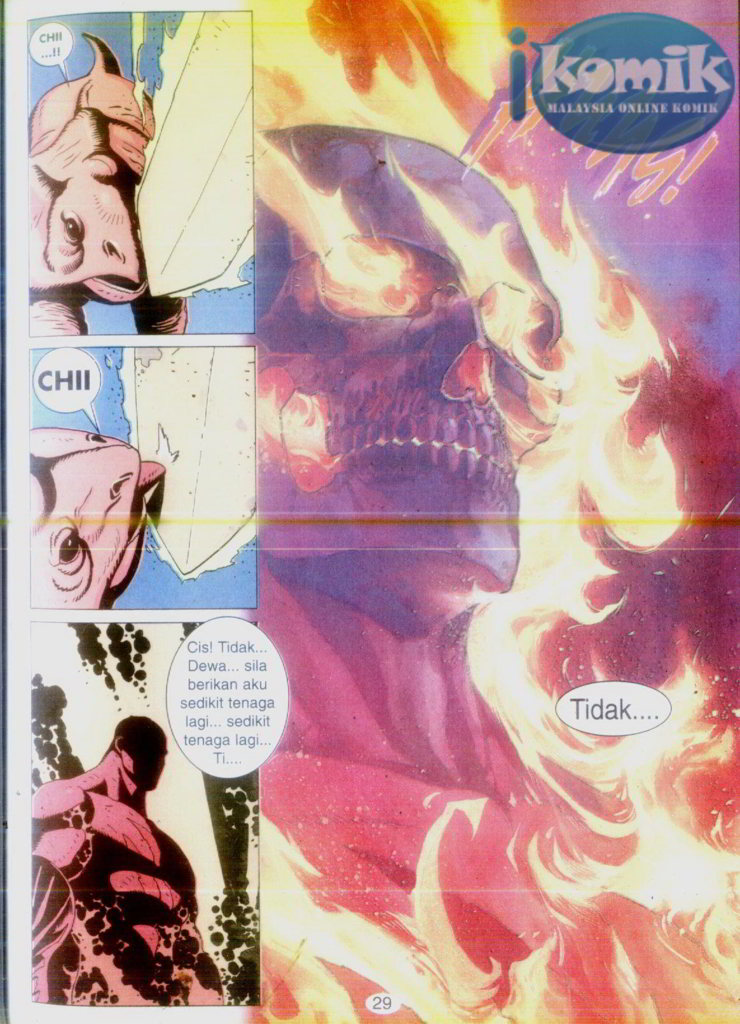 CHII
...!!
ikomik
MALAYSIA ONLINE KOMIK
CHII
Cis! Tidak...
Dewa... sila
berikan aku
sedikit tenaga
lagi... sedikit
tenaga lagi...
Ti....
Tidak....
29